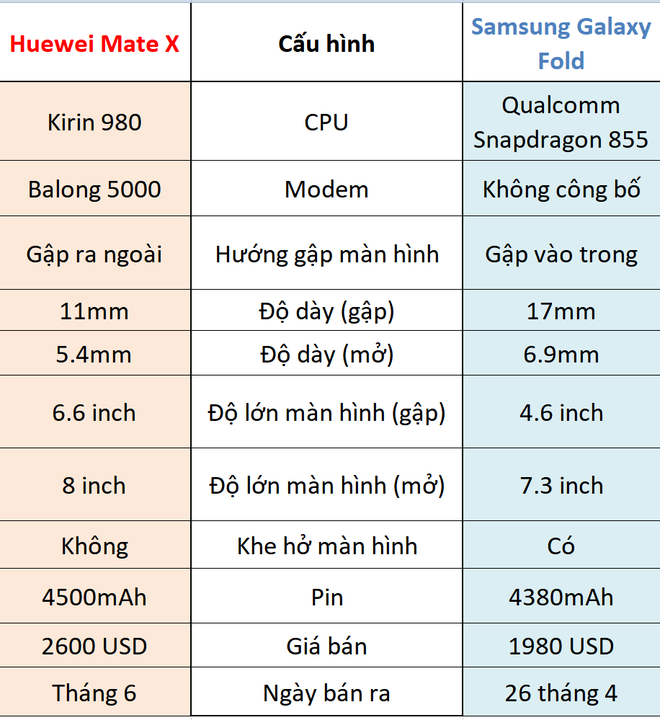 Huewei Mate X
Cấu hình
Samsung Galaxy
Fold
Kirin 980
CPU
Qualcomm
Snapdragon 855
Balong 5000
Modem
Không công bố
Gập ra ngoài
Hướng gập màn hình
Gập vào trong
11mm
Độ dày (gập)
17mm
5.4mm
Độ dày (mở)
6.9mm
6.6 inch
Độ lớn màn hình (gập)
4.6 inch
8 inch
Độ lớn màn hình (mở)
7.3 inch
Không
Khe hở màn hình
Có
4500mAh
Pin
4380mAh
2600 USD
Giá bán
1980 USD
Tháng 6
Ngày bán ra
26 tháng 4